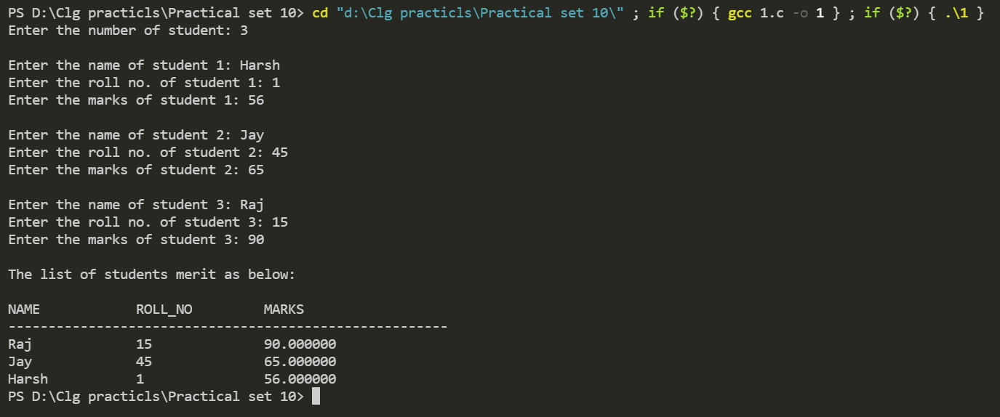 PS D:\Clg practicls\Practical set 10> cd "d:\Clg practicls\Practical set 10\" ; if ($?) { gcc 1.c -o 1 } ; if ($?) { .\1 }
Enter the number of student: 3
Enter the name of student 1: Harsh
Enter the roll no. of student 1: 1
Enter the marks of student 1: 56
Enter the name of student 2: Jay
Enter the roll no. of student 2: 45
Enter the marks of student 2: 65
Enter the name of student 3: Raj
Enter the roll no. of student 3: 15
Enter the marks of student 3: 90
The list of students merit as below:
NAME            ROLL_NO         MARKS
-------------------------------------------------------
Raj             15              90.000000
Jay             45              65.000000
Harsh           1               56.000000
PS D:\Clg practicls\Practical set 10>